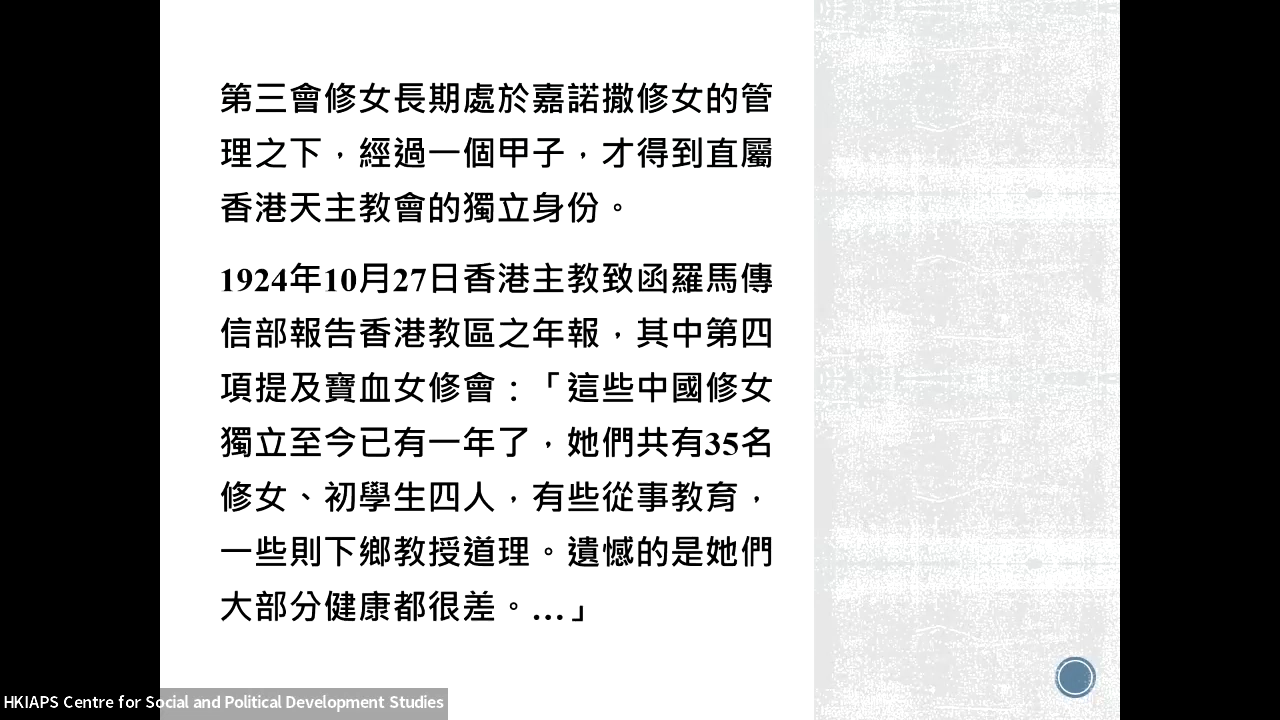 第三會修女長期處於嘉諾撒修女的管
理之下，經過一個甲子，才得到直屬
香港天主教會的獨立身份。
1924年10月27日香港主教致函羅馬傳
信部報告香港教區之年報，其中第四
項提及寶血女修會：「這些中國修女
獨立至今已有一年了，她們共有35名
修女、初學生四人，有些從事教育，
一些則下鄉教授道理。遺憾的是她們
大部分健康都很差。…」
HKIAPS Centre for Social and Political Development Studies